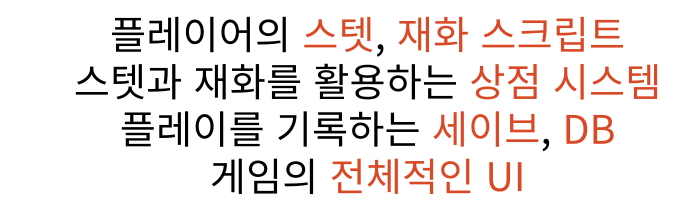 플레이어의 스텟, 재화 스크립트
스텟과 재화를 활용하는 상점 시스템
플레이를 기록하는 세이브, DB
게임의 전체적인 UI